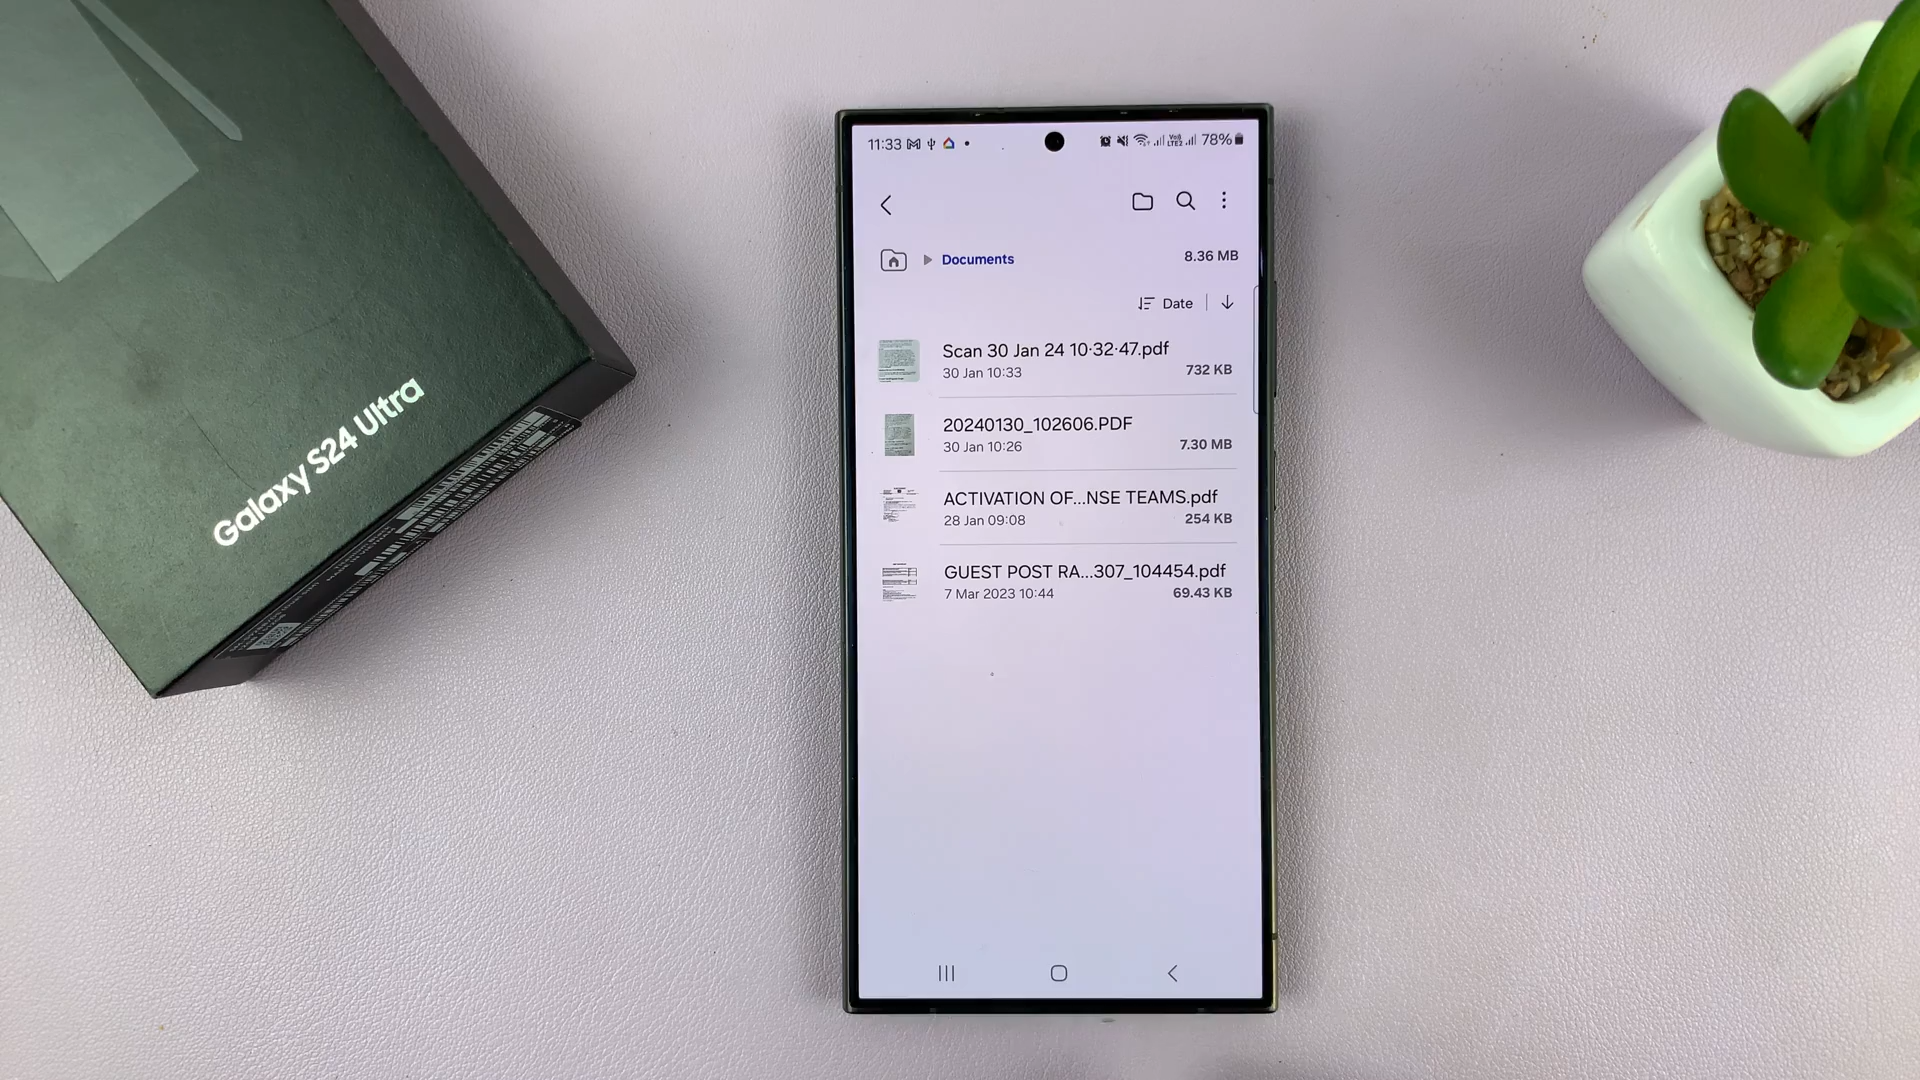 Galaxy S24 Ultra
11:33
VoB
LTE2
78%
Documents
8.36 MB
Date
Scan 30 Jan 24 10·32·47.pdf
30 Jan 10:33
732 KB
20240130_102606.PDF
30 Jan 10:26
7.30 MB
ACTIVATION OF...NSE TEAMS.pdf
28 Jan 09:08
254 KB
GUEST POST RA...307_104454.pdf
7 Mar 2023 10:44
69.43 KB